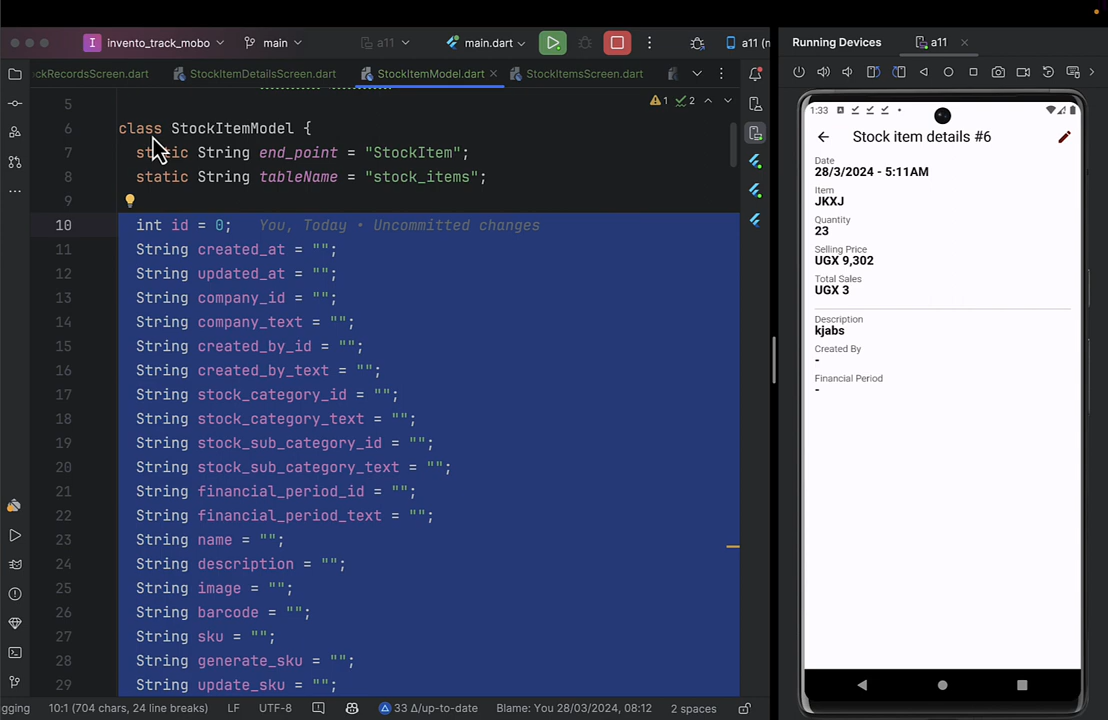 invento_track_mobo
main
a11
main.dart
a11 (m
Running Devices
a11
ckRecordsScreen.dart
StockItemDetailsScreen.dart
StockItemModel.dart
StockItemsScreen.dart
1
2
5
6 class StockItemModel {
7 static String end_point = "StockItem";
8 static String tableName = "stock_items";
9
10 int id = 0; You, Today • Uncommitted changes
11 String created_at = "";
12 String updated_at = "";
13 String company_id = "";
14 String company_text = "";
15 String created_by_id = "";
16 String created_by_text = "";
17 String stock_category_id = "";
18 String stock_category_text = "";
19 String stock_sub_category_id = "";
20 String stock_sub_category_text = "";
21 String financial_period_id = "";
22 String financial_period_text = "";
23 String name = "";
24 String description = "";
25 String image = "";
26 String barcode = "";
27 String sku = "";
28 String generate_sku = "";
29 String update_sku = "";
gging
10:1 (704 chars, 24 line breaks)
LF
UTF-8
33 Δ/up-to-date
Blame: You 28/03/2024, 08:12
2 spaces
1:33
Stock item details #6
Date
28/3/2024 - 5:11AM
Item
JKXJ
Quantity
23
Selling Price
UGX 9,302
Total Sales
UGX 3
Description
kjabs
Created By
-
Financial Period
-